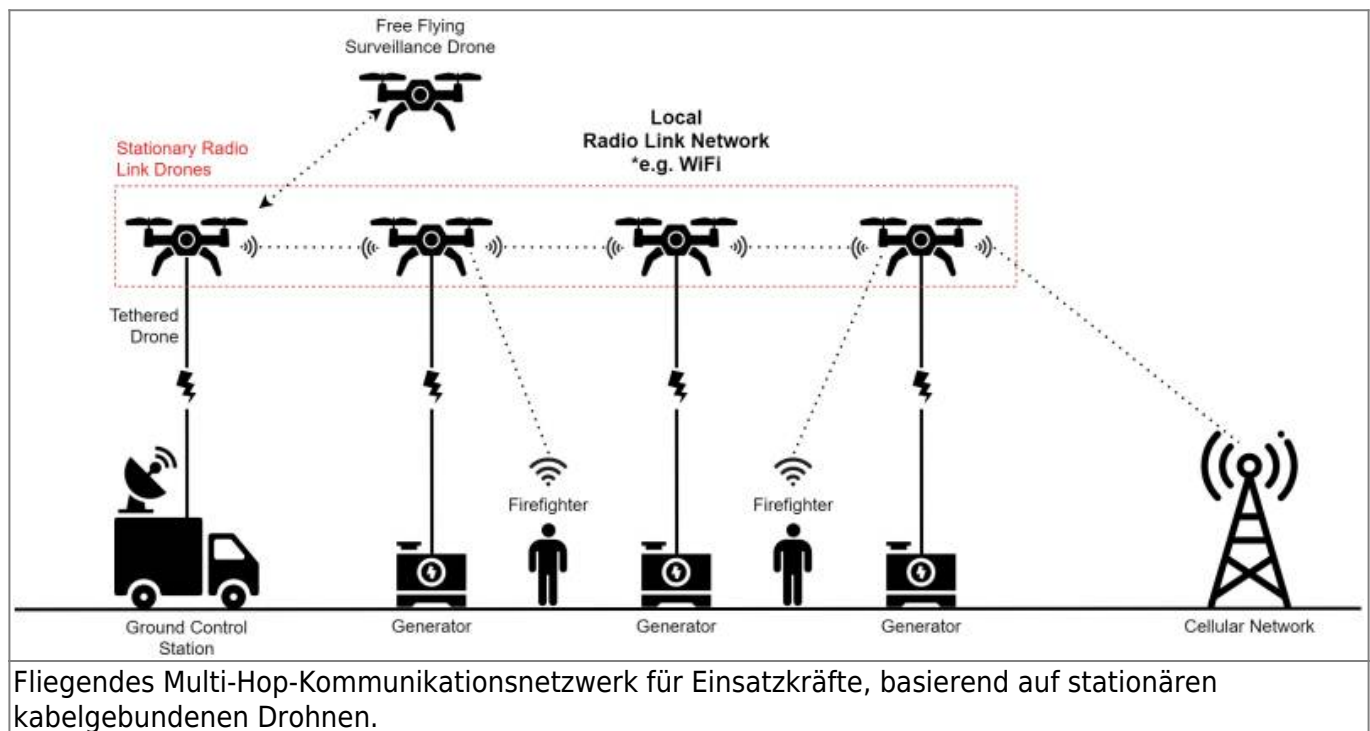 Free Flying
Surveillance Drone
Local
Radio Link Network
*e.g. WiFi
Stationary Radio
Link Drones
Tethered
Drone
Firefighter
Firefighter
Ground Control
Station
Generator
Generator
Generator
Cellular Network
Fliegendes Multi-Hop-Kommunikationsnetzwerk für Einsatzkräfte, basierend auf stationären
kabelgebundenen Drohnen.